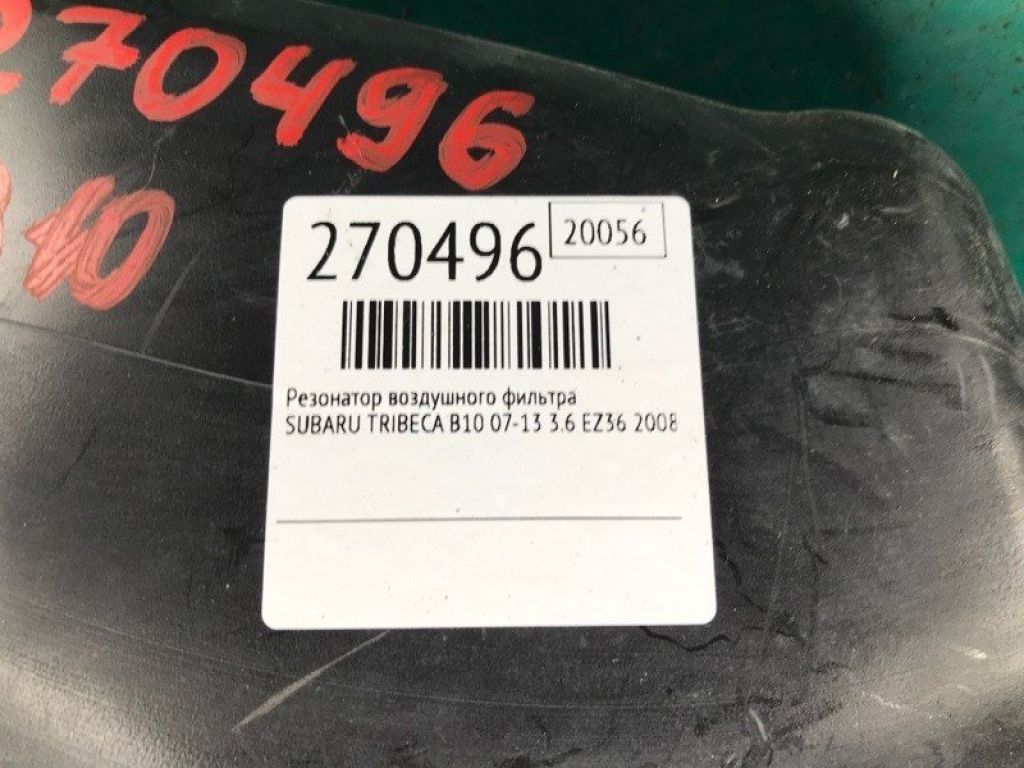 270496
B10
270496
20056
Резонатор воздушного фильтра
SUBARU TRIBECA B10 07-13 3.6 EZ36 2008